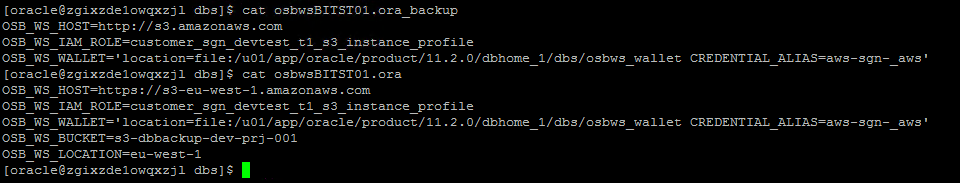 [oracle@zgixzde1owqxzjl dbs]$ cat osbwsBITST01.ora_backup
OSB_WS_HOST=http://s3.amazonaws.com
OSB_WS_IAM_ROLE=customer_sgn_devtest_t1_s3_instance_profile
OSB_WS_WALLET='location=file:/u01/app/oracle/product/11.2.0/dbhome_1/dbs/osbws_wallet CREDENTIAL_ALIAS=aws-sgn-_aws'
[oracle@zgixzde1owqxzjl dbs]$ cat osbwsBITST01.ora
OSB_WS_HOST=https://s3-eu-west-1.amazonaws.com
OSB_WS_IAM_ROLE=customer_sgn_devtest_t1_s3_instance_profile
OSB_WS_WALLET='location=file:/u01/app/oracle/product/11.2.0/dbhome_1/dbs/osbws_wallet CREDENTIAL_ALIAS=aws-sgn-_aws'
OSB_WS_BUCKET=s3-dbbackup-dev-prj-001
OSB_WS_LOCATION=eu-west-1
[oracle@zgixzde1owqxzjl dbs]$